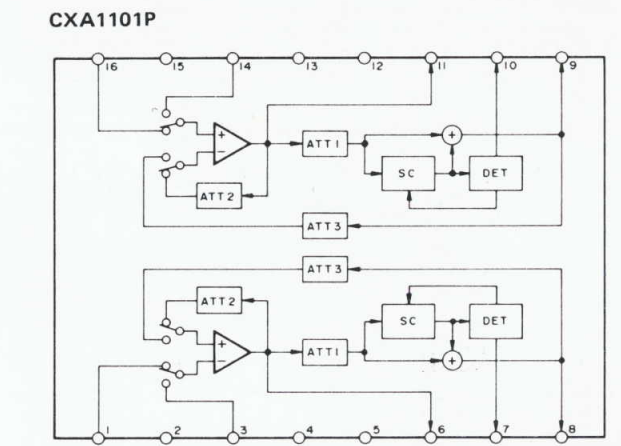 CXA1101P
16 15 14 13 12 11 10 9
+
ATT1
+
−
SC
DET
ATT2
ATT3
ATT3
ATT2
SC
DET
+
ATT1
−
+
1 2 3 4 5 6 7 8